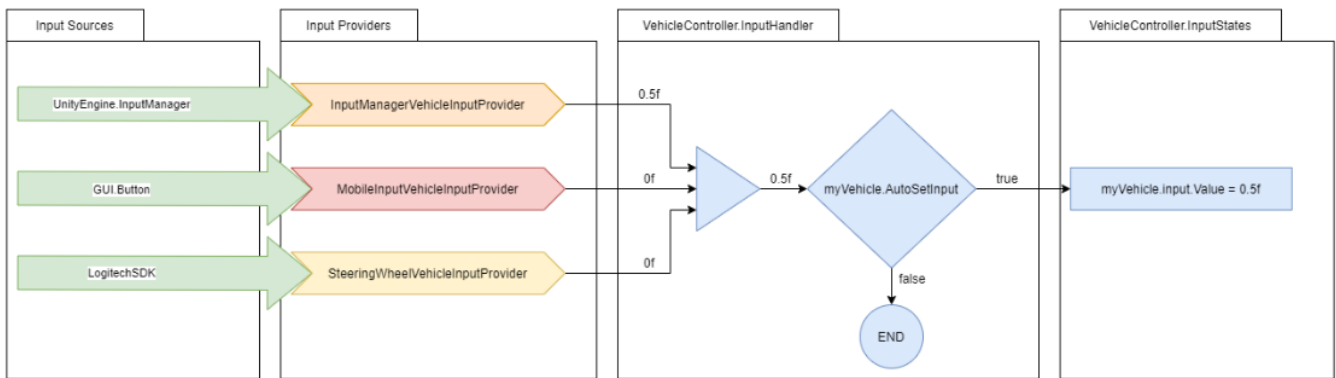 Input Sources
Input Providers
VehicleController.InputHandler
VehicleController.InputStates
UnityEngine.InputManager
InputManagerVehicleInputProvider
0.5f
GUI.Button
MobileInputVehicleInputProvider
0f
0.5f
myVehicle.AutoSetInput
true
myVehicle.input.Value = 0.5f
LogitechSDK
SteeringWheelVehicleInputProvider
0f
false
END